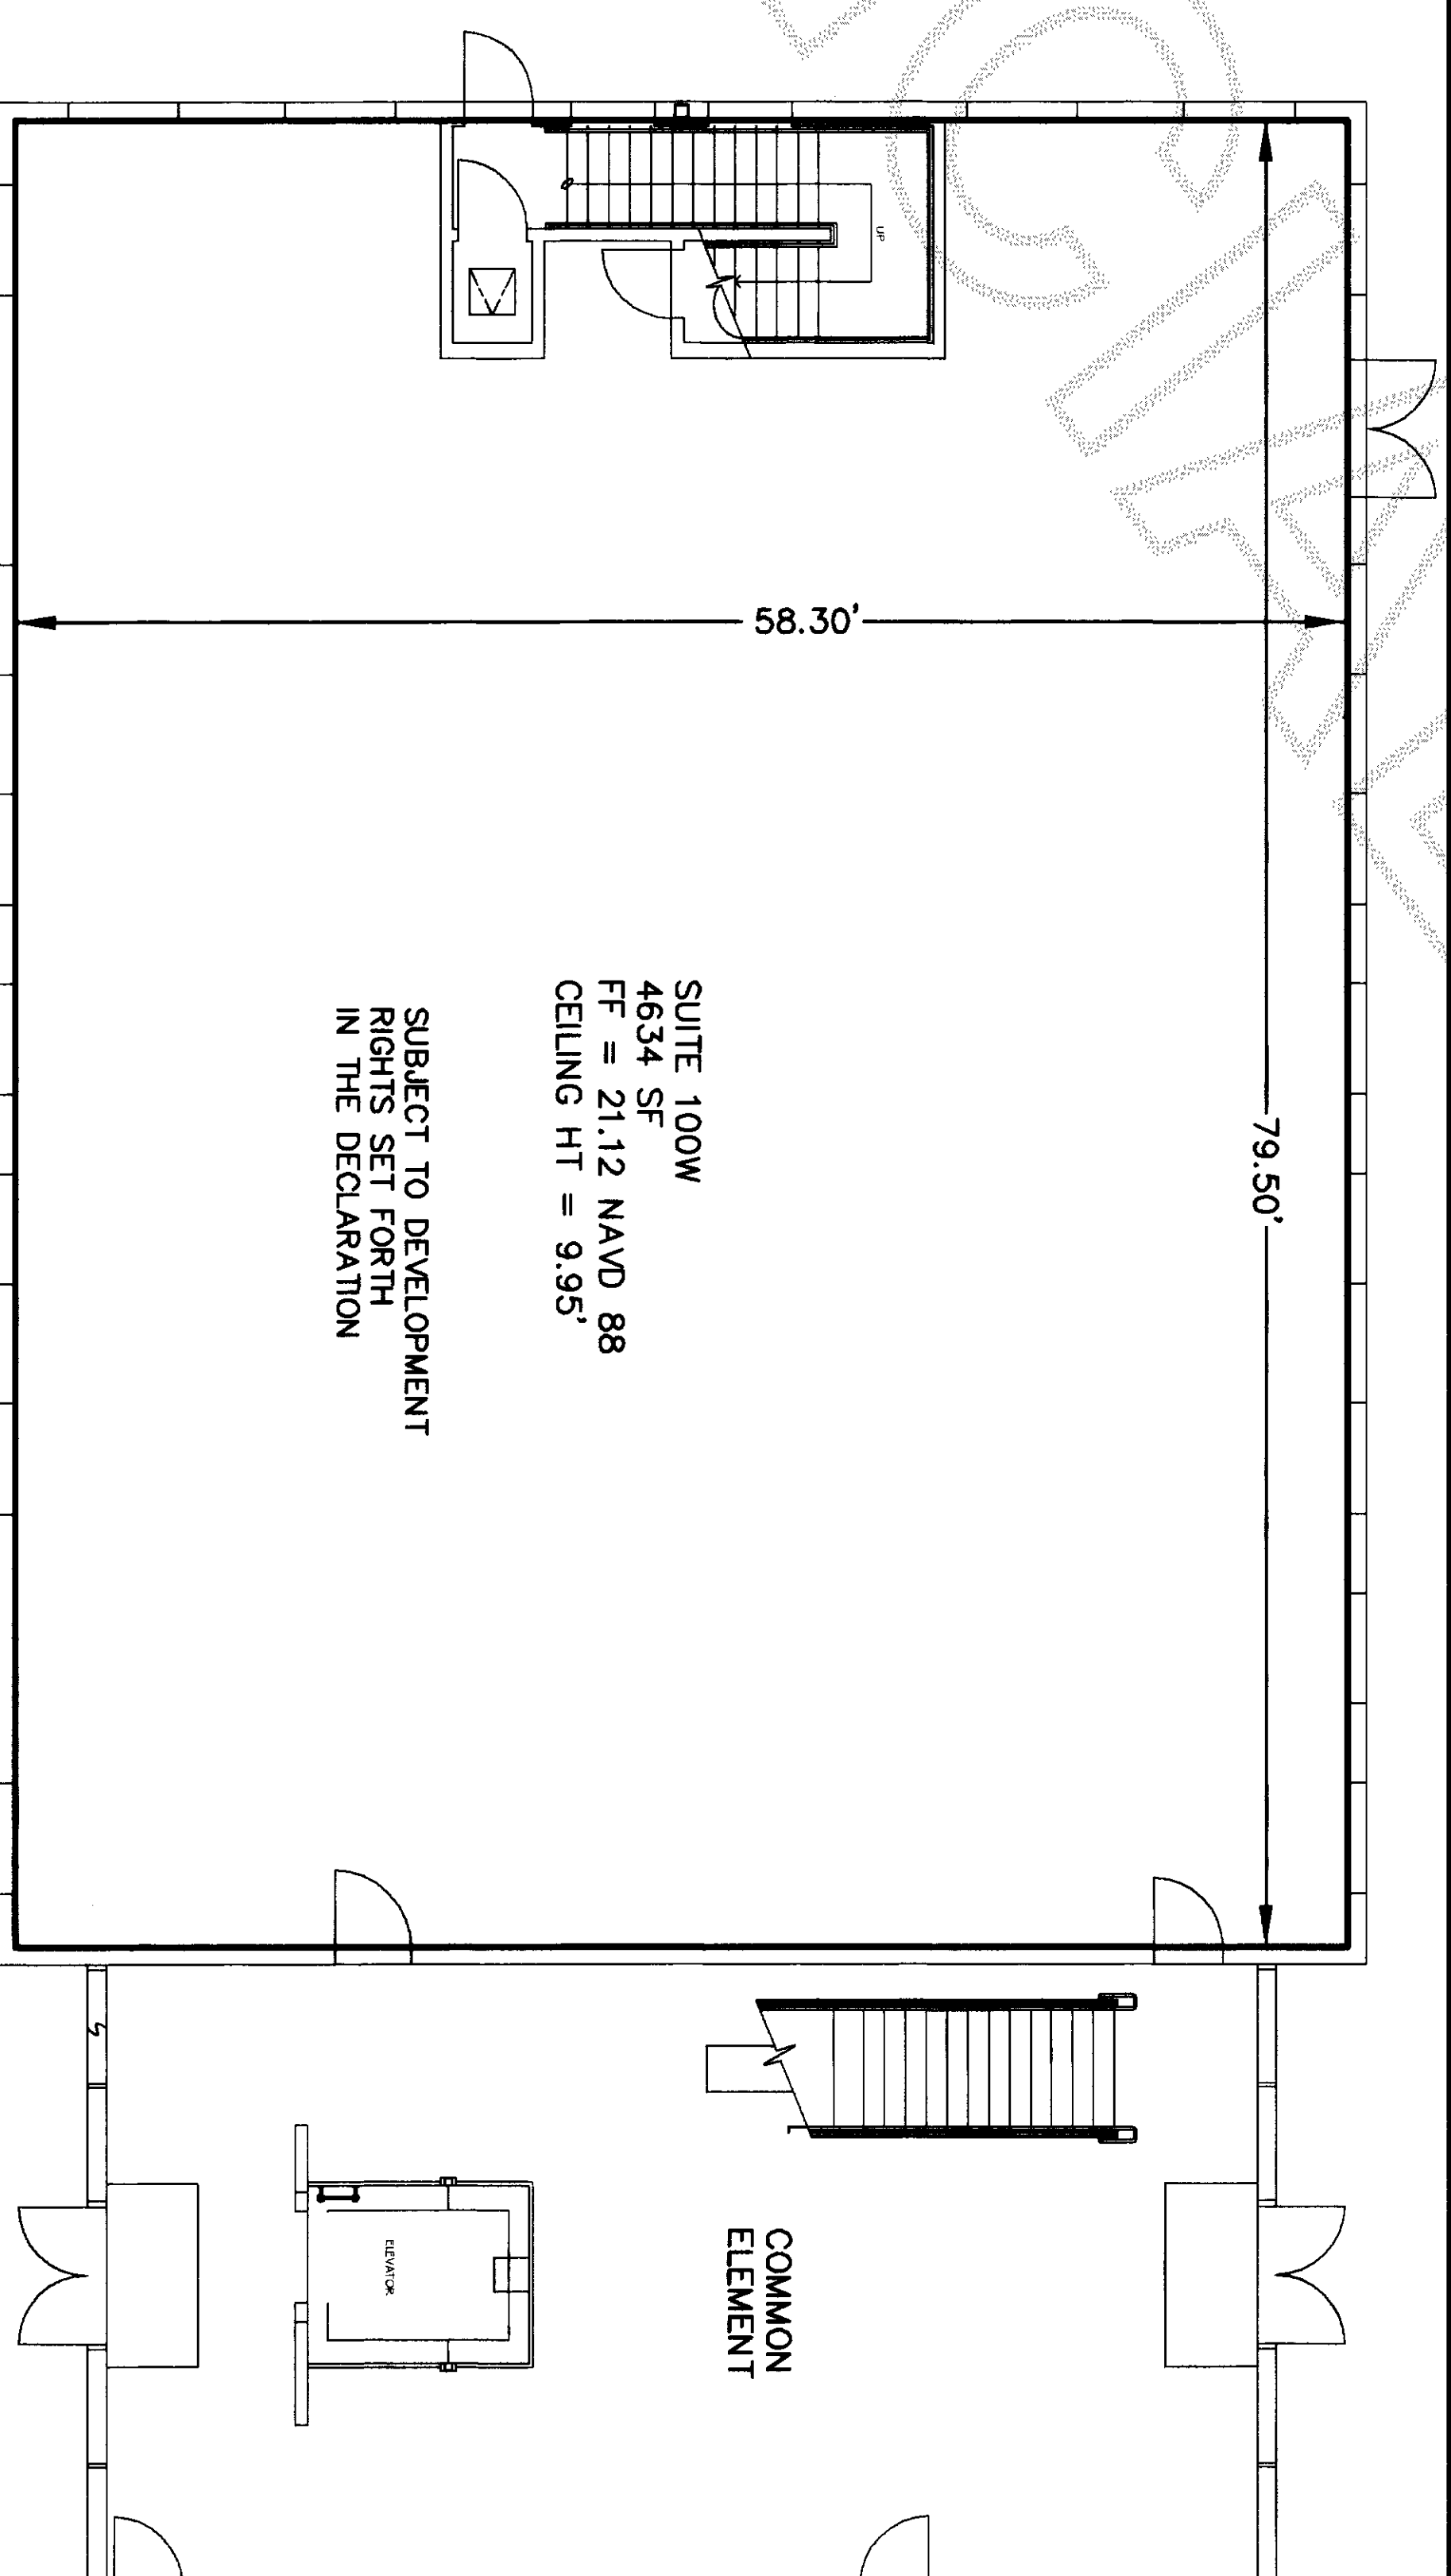 UP
58.30'
79.50'
SUITE 100W
4634 SF
FF = 21.12 NAVD 88
CEILING HT = 9.95'
SUBJECT TO DEVELOPMENT
RIGHTS SET FORTH
IN THE DECLARATION
COMMON
ELEMENT
ELEVATOR